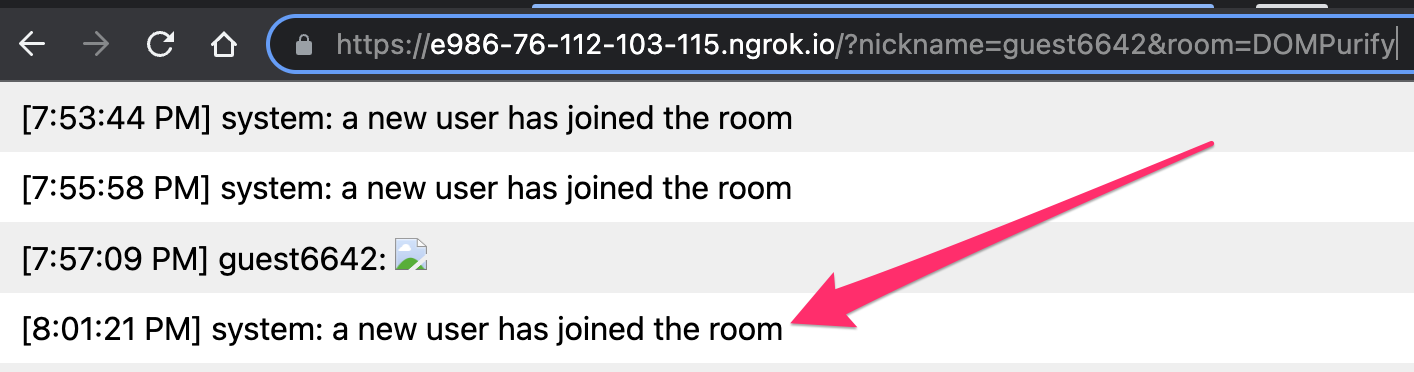 https://e986-76-112-103-115.ngrok.io/?nickname=guest6642&room=DOMPurify
[7:53:44 PM] system: a new user has joined the room
[7:55:58 PM] system: a new user has joined the room
[7:57:09 PM] guest6642:
[8:01:21 PM] system: a new user has joined the room